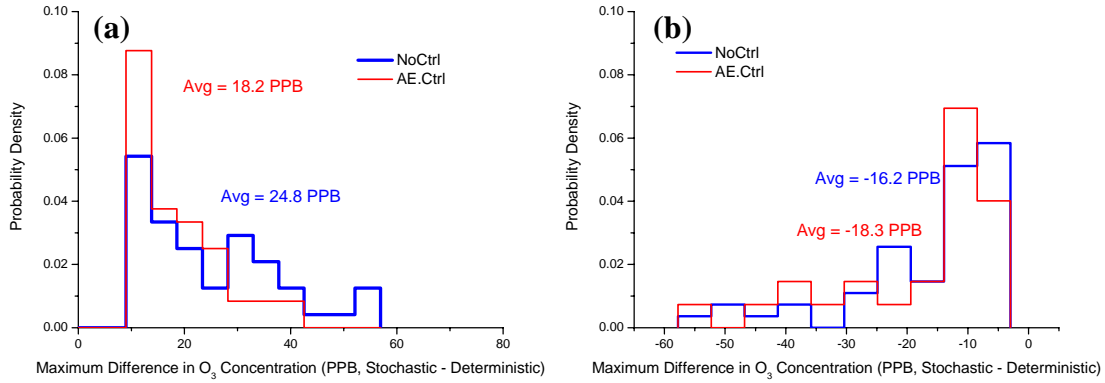 (a)
0.10
0.08
0.06
0.04
0.02
0.00
Probability Density
Avg = 18.2 PPB
Avg = 24.8 PPB
NoCtrl
AE.Ctrl
0 20 40 60 80
Maximum Difference in O3 Concentration (PPB, Stochastic - Deterministic)
(b)
0.10
0.08
0.06
0.04
0.02
0.00
Probability Density
NoCtrl
AE.Ctrl
Avg = -16.2 PPB
Avg = -18.3 PPB
-60 -50 -40 -30 -20 -10 0
Maximum Difference in O3 Concentration (PPB, Stochastic - Deterministic)